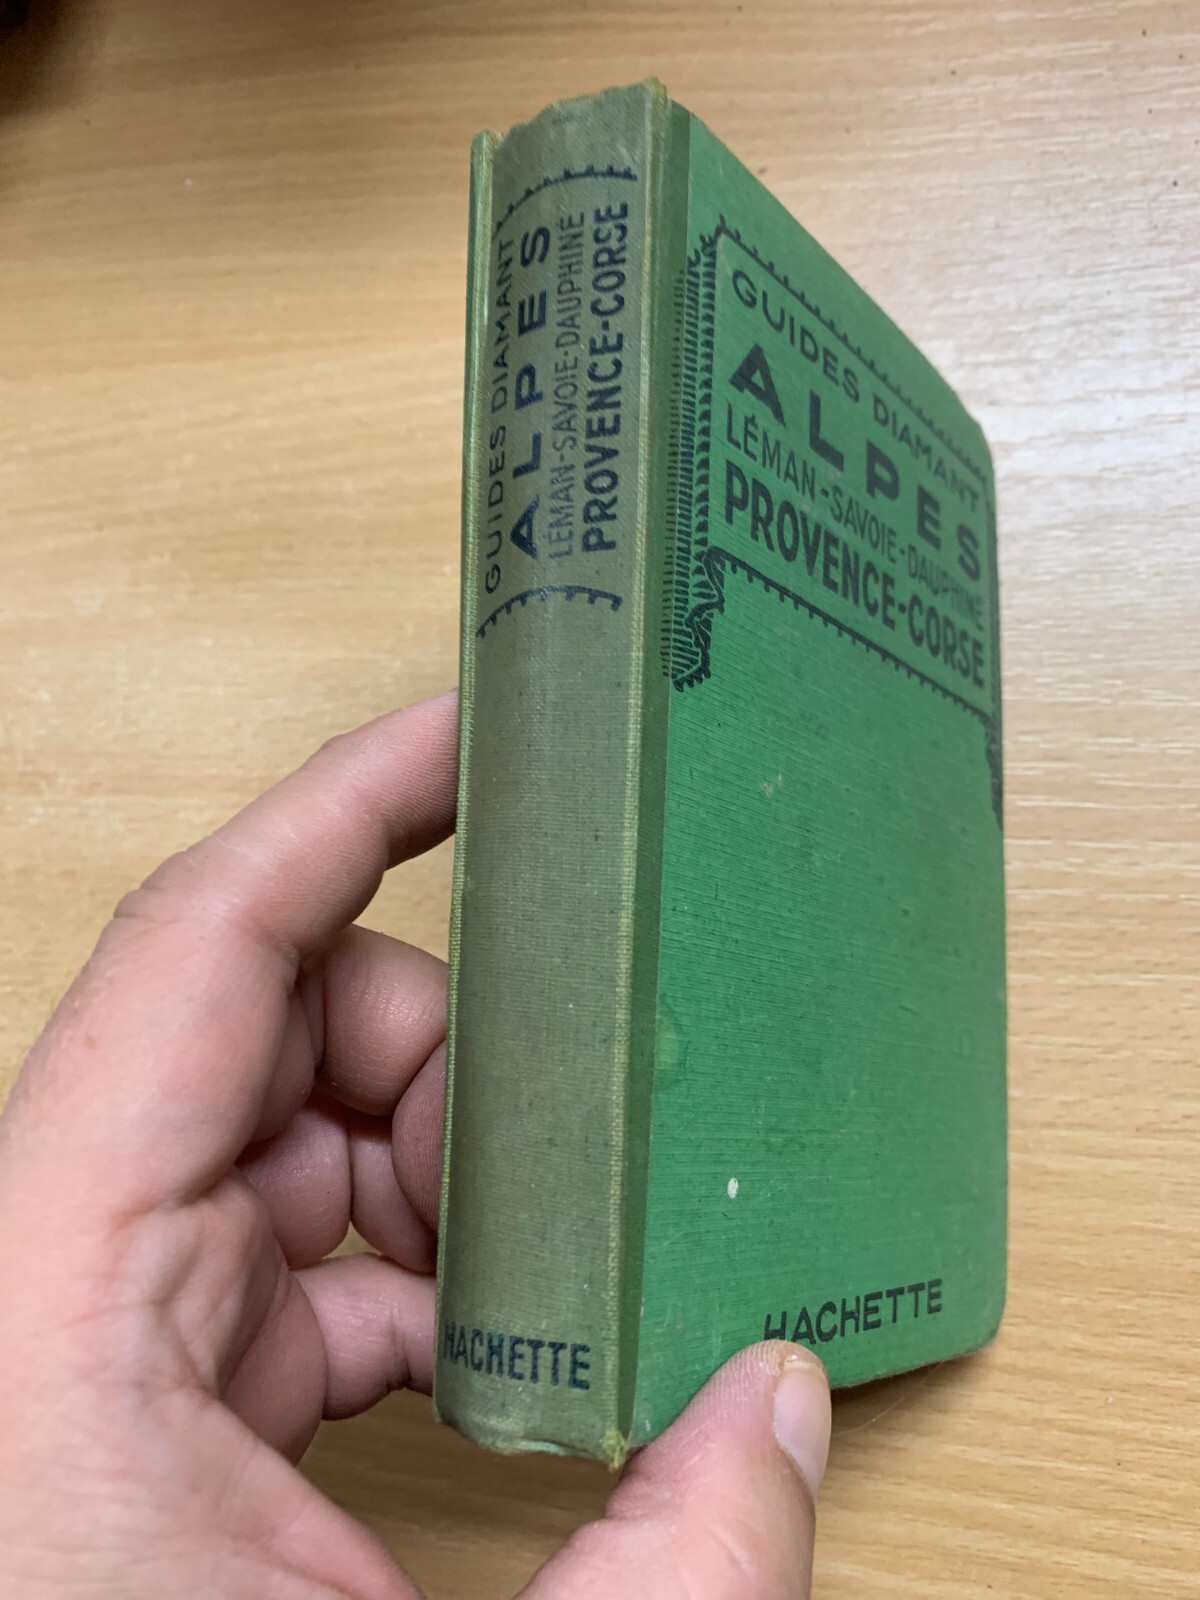 GUIDES DIAMANT
ALPES
LÉMAN-SAVOIE-DAUPHINÉ
PROVENCE-CORSE
HACHETTE
GUIDES DIAMANT
ALPES
LÉMAN-SAVOIE-DAUPHINÉ
PROVENCE-CORSE
HACHETTE